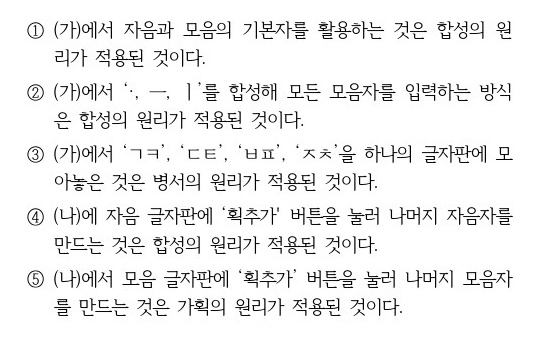 ① (가)에서 자음과 모음의 기본자를 활용하는 것은 합성의 원
리가 적용된 것이다.
② (가)에서 ‘·, ㅡ, ㅣ’를 합성해 모든 모음자를 입력하는 방식
은 합성의 원리가 적용된 것이다.
③ (가)에서 ‘ㄱㅋ’, ‘ㄷㅌ’, ‘ㅂㅍ’, ‘ㅈㅊ’을 하나의 글자판에 모
아놓은 것은 병서의 원리가 적용된 것이다.
④ (나)에 자음 글자판에 ‘획추가' 버튼을 눌러 나머지 자음자를
만드는 것은 합성의 원리가 적용된 것이다.
⑤ (나)에서 모음 글자판에 ‘획추가’ 버튼을 눌러 나머지 모음자
를 만드는 것은 가획의 원리가 적용된 것이다.